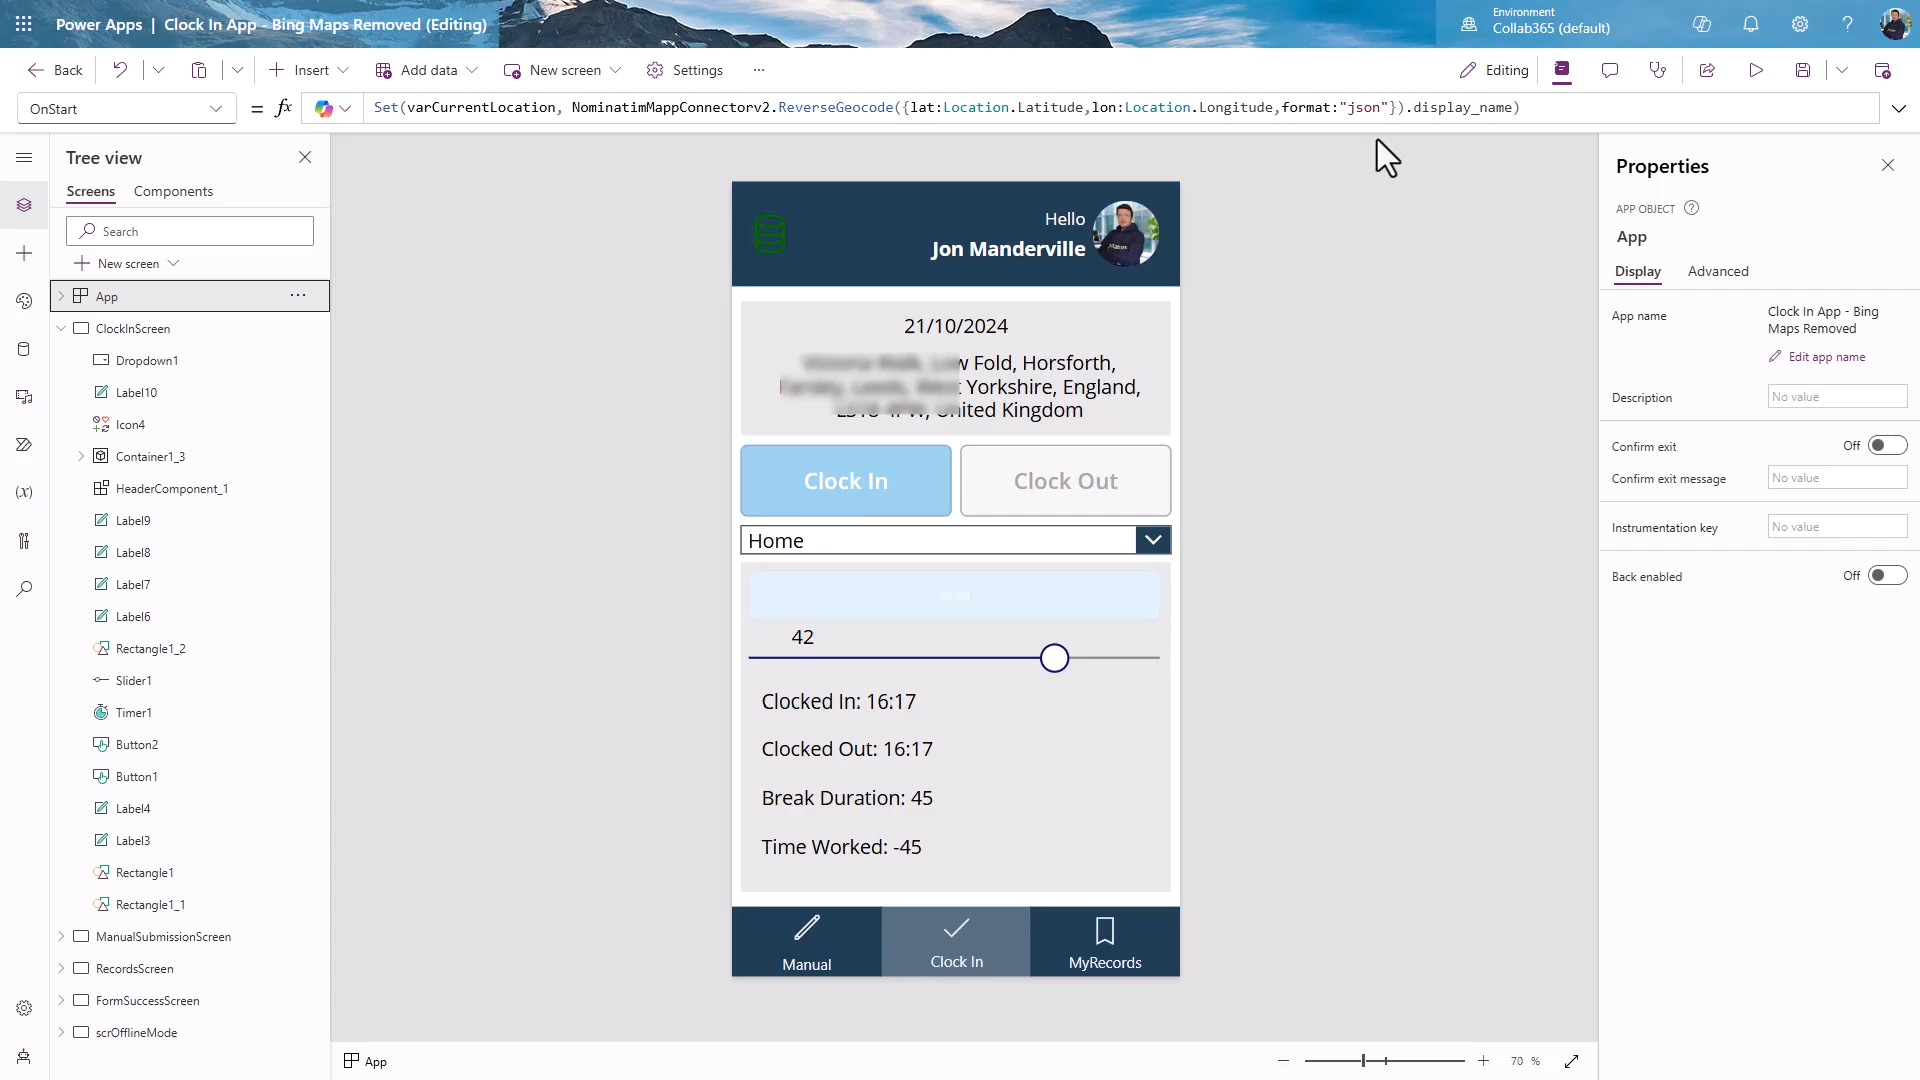 Power Apps | Clock In App - Bing Maps Removed (Editing)
Environment
Collab365 (default)
Back
Insert
Add data
New screen
Settings
...
Editing
OnStart
= fx
Set(varCurrentLocation, NominatimMappConnectorv2.ReverseGeocode({lat:Location.Latitude,lon:Location.Longitude,format:"json"}).display_name)
Tree view
Screens
Components
Search
New screen
App
...
ClockInScreen
Dropdown1
Label10
Icon4
Container1_3
HeaderComponent_1
Label9
Label8
Label7
Label6
Rectangle1_2
Slider1
Timer1
Button2
Button1
Label4
Label3
Rectangle1
Rectangle1_1
ManualSubmissionScreen
RecordsScreen
FormSuccessScreen
scrOfflineMode
Hello
Jon Manderville
21/10/2024
Fold, Horsforth,
Yorkshire, England,
United Kingdom
Clock In
Clock Out
Home
42
Clocked In: 16:17
Clocked Out: 16:17
Break Duration: 45
Time Worked: -45
Manual
Clock In
MyRecords
App
70 %
Properties
APP OBJECT
App
Display
Advanced
App name
Clock In App - Bing
Maps Removed
Edit app name
Description
No value
Confirm exit
Off
Confirm exit message
No value
Instrumentation key
No value
Back enabled
Off